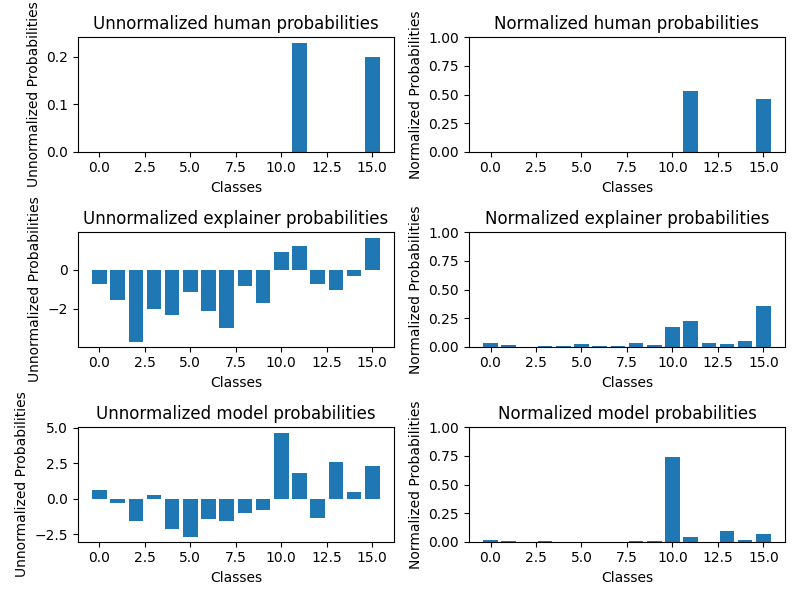 Unnormalized human probabilities
Unnormalized Probabilities
0.2
0.1
0.0
0.0 2.5 5.0 7.5 10.0 12.5 15.0
Classes
Normalized human probabilities
Normalized Probabilities
1.00
0.75
0.50
0.25
0.00
0.0 2.5 5.0 7.5 10.0 12.5 15.0
Classes
Unnormalized explainer probabilities
Unnormalized Probabilities
0
−2
0.0 2.5 5.0 7.5 10.0 12.5 15.0
Classes
Normalized explainer probabilities
Normalized Probabilities
1.00
0.75
0.50
0.25
0.00
0.0 2.5 5.0 7.5 10.0 12.5 15.0
Classes
Unnormalized model probabilities
Unnormalized Probabilities
5.0
2.5
0.0
−2.5
0.0 2.5 5.0 7.5 10.0 12.5 15.0
Classes
Normalized model probabilities
Normalized Probabilities
1.00
0.75
0.50
0.25
0.00
0.0 2.5 5.0 7.5 10.0 12.5 15.0
Classes